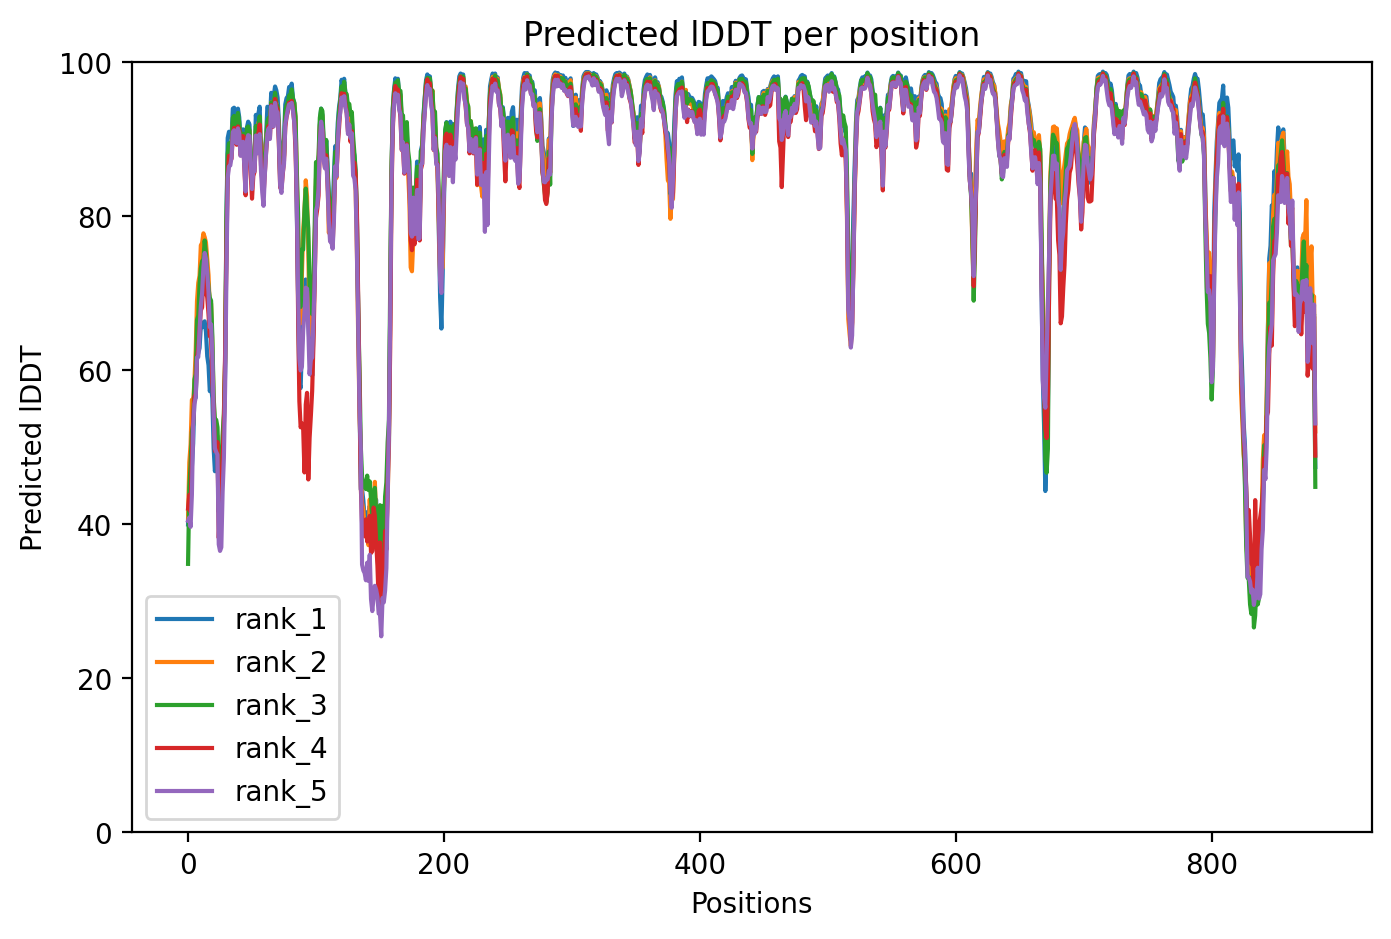 Predicted lDDT per position
100
80
60
40
20
0
Predicted lDDT
rank_1
rank_2
rank_3
rank_4
rank_5
0 200 400 600 800
Positions